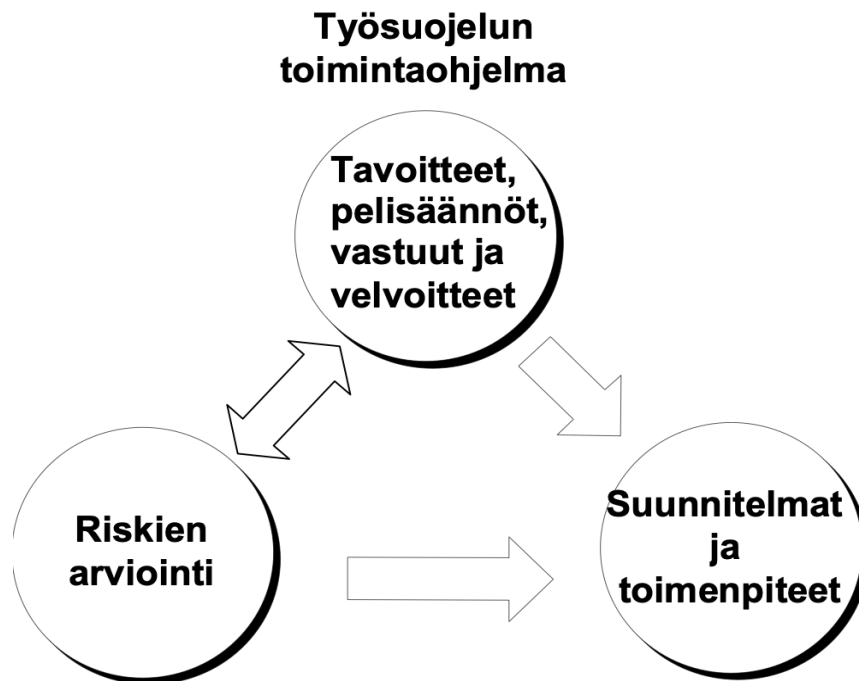 Työsuojelun
toimintaohjelma
Tavoitteet,
pelisäännöt,
vastuut ja
velvoitteet
Riskien
arviointi
Suunnitelmat
ja
toimenpiteet